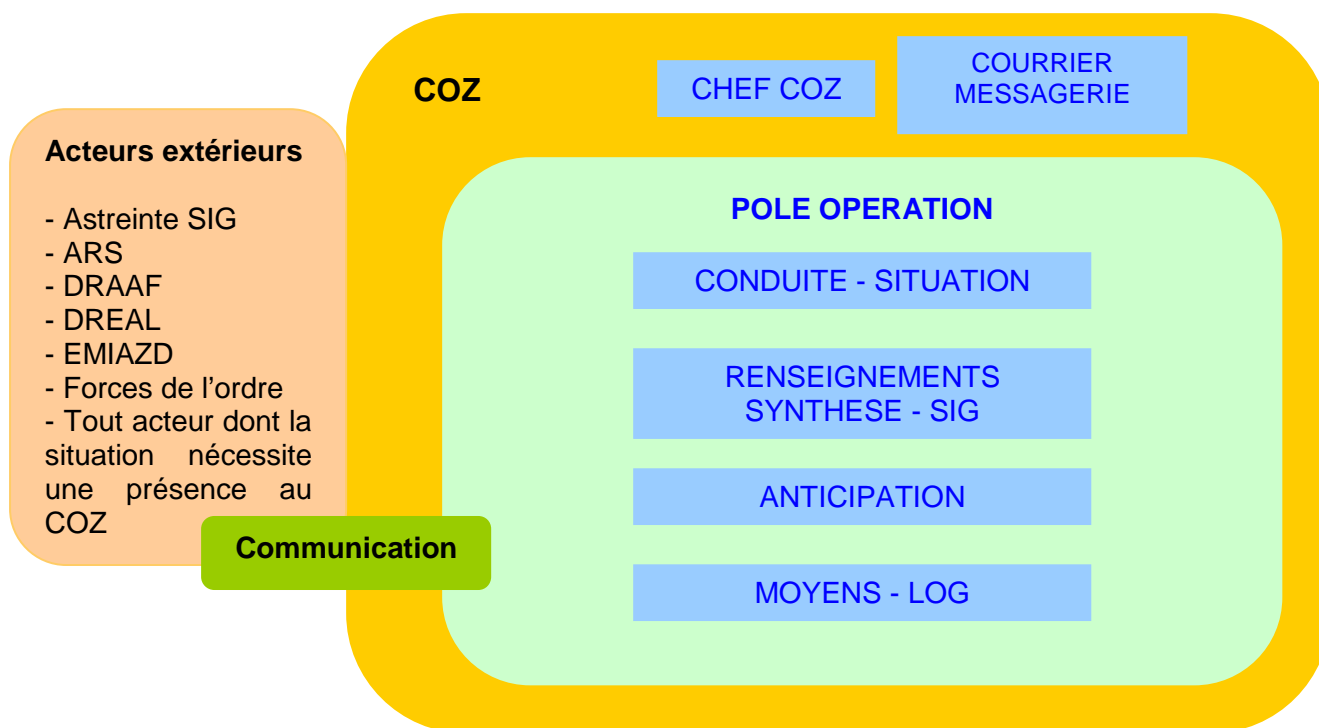 COZ
CHEF COZ
COURRIER
MESSAGERIE
Acteurs extérieurs
- Astreinte SIG
- ARS
- DRAAF
- DREAL
- EMIAZD
- Forces de l'ordre
- Tout acteur dont la
situation nécessite
une présence au
COZ
Communication
POLE OPERATION
CONDUITE - SITUATION
RENSEIGNEMENTS
SYNTHESE - SIG
ANTICIPATION
MOYENS - LOG